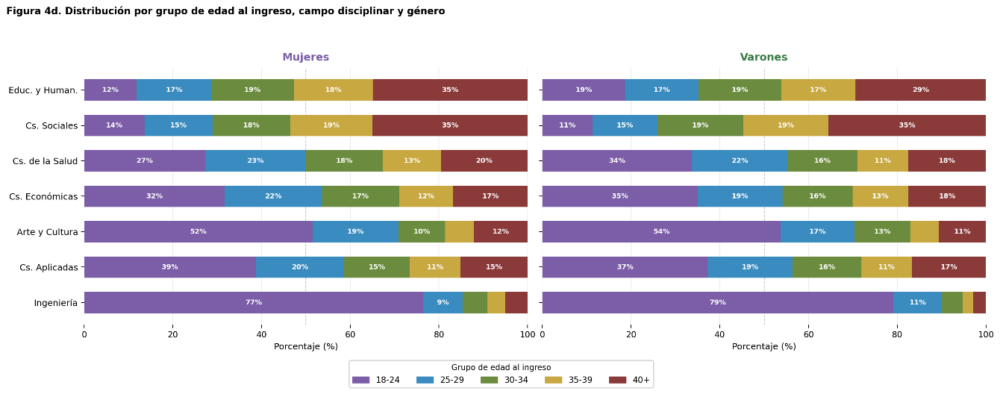 Figura 4d. Distribución por grupo de edad al ingreso, campo disciplinar y género
Mujeres
Varones
Educ. y Human. 12% 17% 19% 18% 35% 19% 17% 19% 17% 29%
Cs. Sociales 14% 15% 18% 19% 35% 11% 15% 19% 19% 35%
Cs. de la Salud 27% 23% 18% 13% 20% 34% 22% 16% 11% 18%
Cs. Económicas 32% 22% 17% 12% 17% 35% 19% 16% 13% 18%
Arte y Cultura 52% 19% 10% 12% 54% 17% 13% 11%
Cs. Aplicadas 39% 20% 15% 11% 15% 37% 19% 16% 11% 17%
Ingeniería 77% 9% 79% 11%
0 20 40 60 80 100 0 20 40 60 80 100
Porcentaje (%) Porcentaje (%)
Grupo de edad al ingreso
18-24 25-29 30-34 35-39 40+